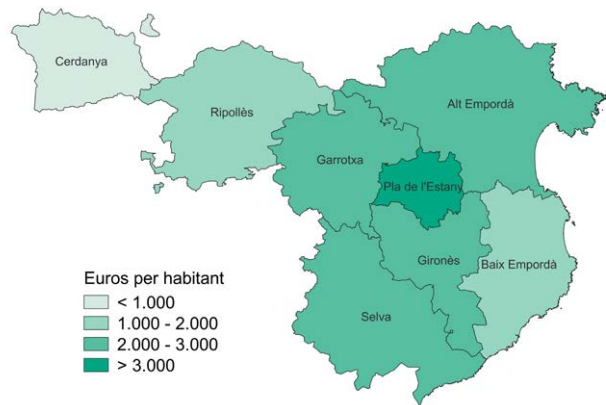 Cerdanya
Ripollès
Alt Empordà
Garrotxa
Pla de l'Estany
Gironès
Baix Empordà
Selva
Euros per habitant
< 1.000
1.000 - 2.000
2.000 - 3.000
> 3.000